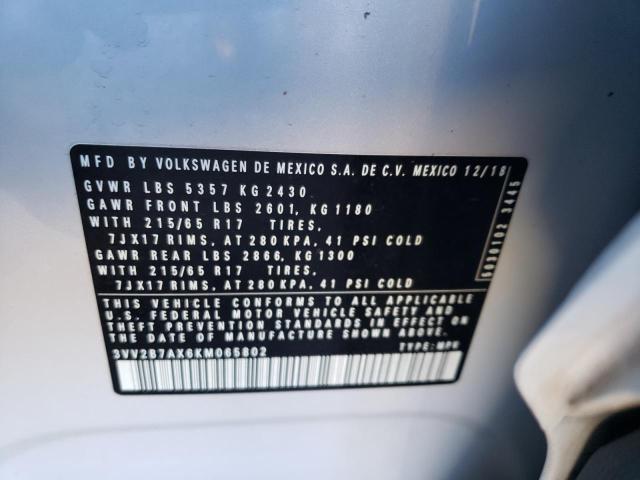 MFD BY VOLKSWAGEN DE MEXICO S.A. DE C.V. MEXICO 12/18
GVWR LBS 5357 KG 2430
GAWR FRONT LBS 2601, KG 1180
WITH 215/65 R17 TIRES,
7JX17 RIMS, AT 280 KPA, 41 PSI COLD
GAWR REAR LBS 2866, KG 1300
WITH 215/65 R17 TIRES,
7JX17 RIMS, AT 280 KPA, 41 PSI COLD
THIS VEHICLE CONFORMS TO ALL APPLICABLE
U.S. FEDERAL MOTOR VEHICLE SAFETY AND
THEFT PREVENTION STANDARDS IN EFFECT ON
THE DATE OF MANUFACTURE SHOWN ABOVE.
3VV2B7AX6KM065802 TYPE: MPV
5030102 3445